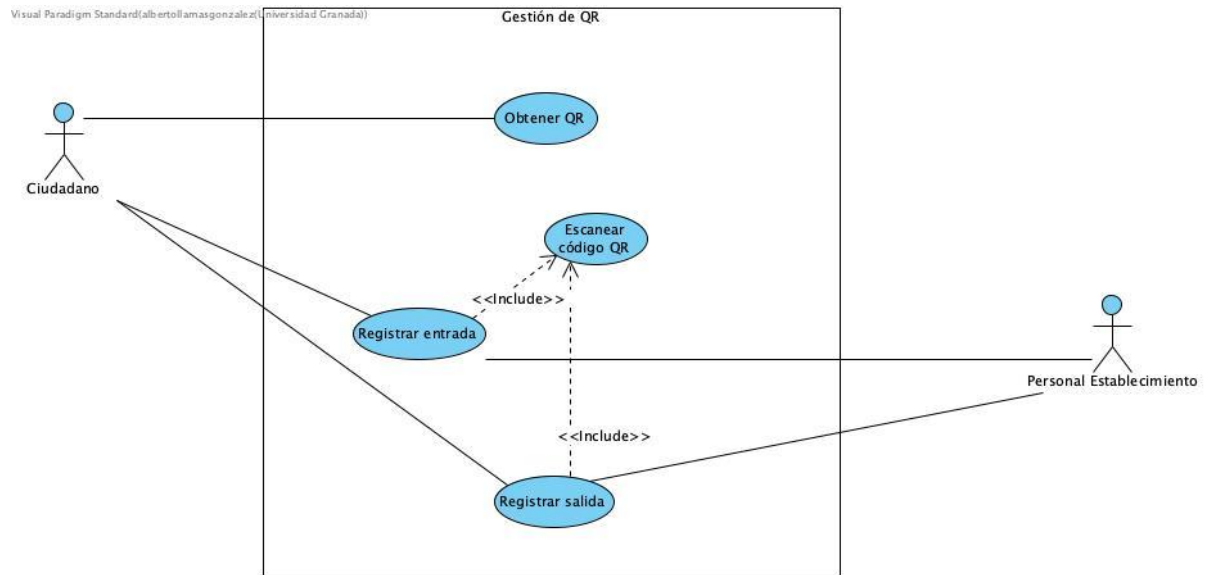 Visual Paradigm Standard(albertollamasgonzalez(Universidad Granada))
Gestión de QR
Obtener QR
Ciudadano
Escanear
código QR
<<Include>>
Registrar entrada
Personal Establecimiento
<<Include>>
Registrar salida